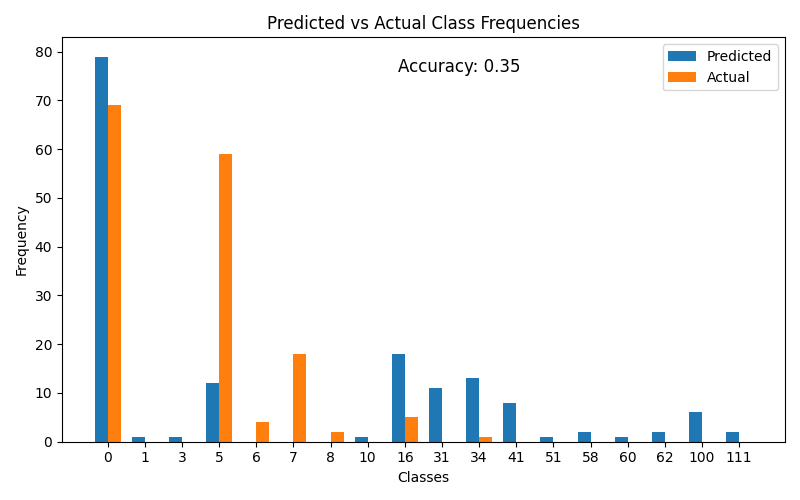 Predicted vs Actual Class Frequencies
Accuracy: 0.35
Predicted
Actual
Frequency
80
70
60
50
40
30
20
10
0
0 1 3 5 6 7 8 10 16 31 34 41 51 58 60 62 100 111
Classes